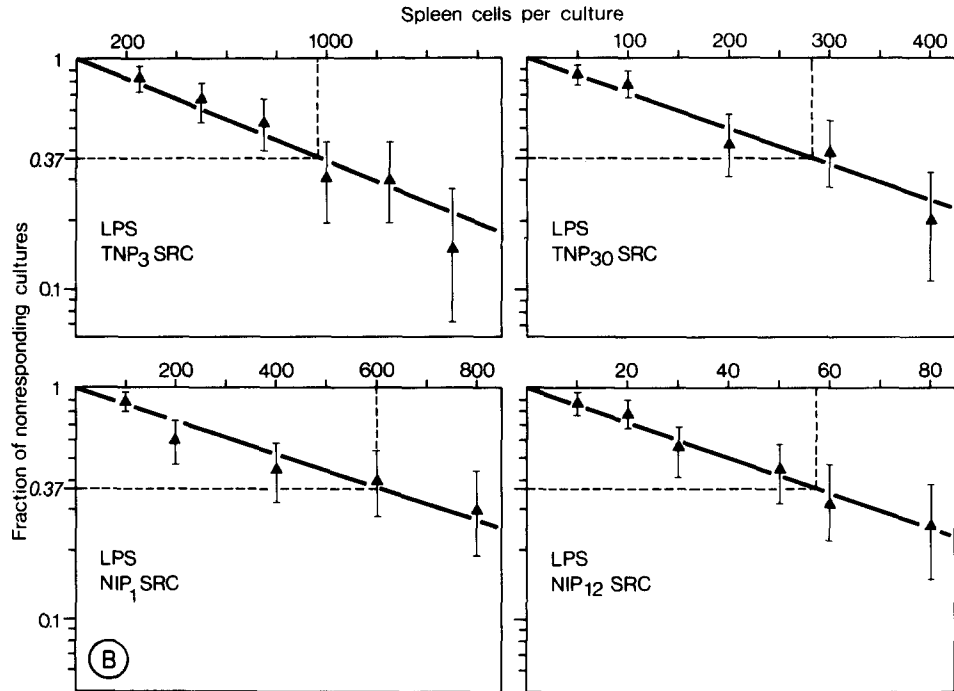 Spleen cells per culture
200 1000
100 200 300 400
1
0.37
0.1
LPS
TNP3 SRC
LPS
TNP30 SRC
Fraction of nonresponding cultures
200 400 600 800
20 40 60 80
1
0.37
0.1
LPS
NIP1 SRC
LPS
NIP12 SRC
B